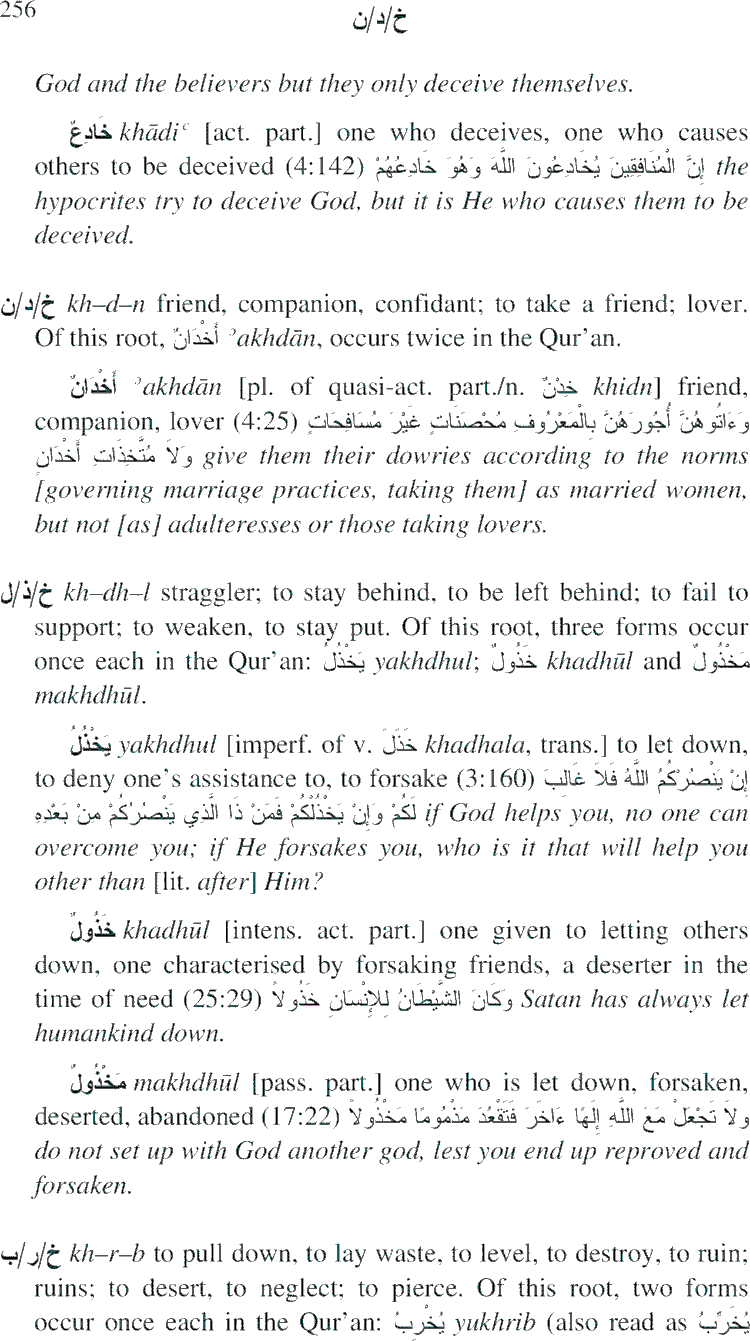 256
خ/د/ن
God and the believers but they only deceive themselves.
خَادِعٌ khādiʿ [act. part.] one who deceives, one who causes
others to be deceived (4:142) إِنَّ الْمُنَافِقِينَ يُخَادِعُونَ اللَّهَ وَهُوَ خَادِعُهُمْ the
hypocrites try to deceive God, but it is He who causes them to be
deceived.
خ/د/ن kh–d–n friend, companion, confidant; to take a friend; lover.
Of this root, أَخْدَانٌ ʾakhdān, occurs twice in the Qur’an.
أَخْدَانٌ ʾakhdān [pl. of quasi-act. part./n. خِدْنٌ khidn] friend,
companion, lover (4:25) وَءَاتُوهُنَّ أُجُورَهُنَّ بِالْمَعْرُوفِ مُحْصَنَاتٍ غَيْرَ مُسَافِحَاتٍ
وَلاَ مُتَّخِذَاتِ أَخْدَانٍ give them their dowries according to the norms
[governing marriage practices, taking them] as married women,
but not [as] adulteresses or those taking lovers.
خ/ذ/ل kh–dh–l straggler; to stay behind, to be left behind; to fail to
support; to weaken, to stay put. Of this root, three forms occur
once each in the Qur’an: يَخْذُلُ yakhdhul; خَذُولٌ khadhūl and مَخْذُولٌ
makhdhūl.
يَخْذُلُ yakhdhul [imperf. of v. خَذَلَ khadhala, trans.] to let down,
to deny one’s assistance to, to forsake (3:160) إِنْ يَنْصُرْكُمُ اللَّهُ فَلاَ غَالِبَ
لَكُمْ وَإِنْ يَخْذُلْكُمْ فَمَنْ ذَا الَّذِي يَنْصُرُكُمْ مِنْ بَعْدِهِ if God helps you, no one can
overcome you; if He forsakes you, who is it that will help you
other than [lit. after] Him?
خَذُولٌ khadhūl [intens. act. part.] one given to letting others
down, one characterised by forsaking friends, a deserter in the
time of need (25:29) وَكَانَ الشَّيْطَانُ لِلإِنْسَانِ خَذُولاً Satan has always let
humankind down.
مَخْذُولٌ makhdhūl [pass. part.] one who is let down, forsaken,
deserted, abandoned (17:22) ولاَ تَجْعَلْ مَعَ اللَّهِ إِلَهًا ءَاخَرَ فَتَقْعُدَ مَذْمُومًا مَخْذُولاً
do not set up with God another god, lest you end up reproved and
forsaken.
خ/ر/ب kh–r–b to pull down, to lay waste, to level, to destroy, to ruin;
ruins; to desert, to neglect; to pierce. Of this root, two forms
occur once each in the Qur’an: يُخْرِبُ yukhrib (also read as يُخَرِّبُ